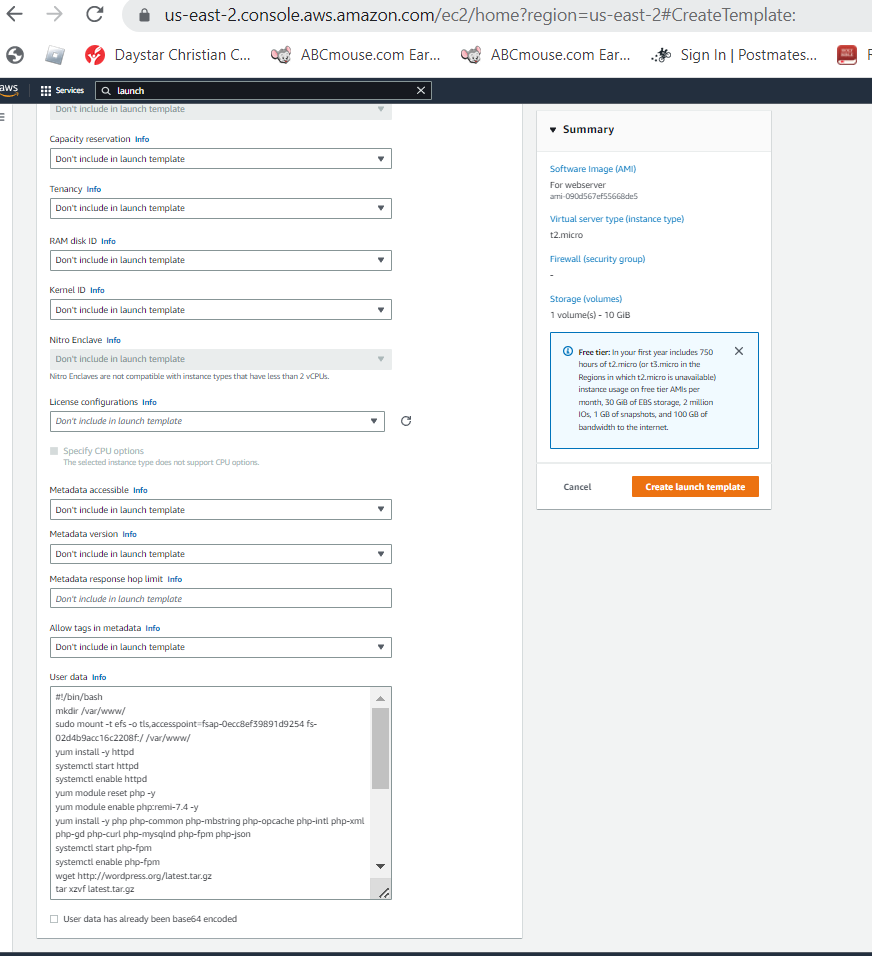 us-east-2.console.aws.amazon.com/ec2/home?region=us-east-2#CreateTemplate:
Daystar Christian C... ABCmouse.com Ear... ABCmouse.com Ear... Sign In | Postmates...
aws Services launch
Don't include in launch template
Capacity reservation Info
Don't include in launch template
Tenancy Info
Don't include in launch template
RAM disk ID Info
Don't include in launch template
Kernel ID Info
Don't include in launch template
Nitro Enclave Info
Don't include in launch template
Nitro Enclaves are not compatible with instance types that have less than 2 vCPUs.
License configurations Info
Don't include in launch template
Specify CPU options
The selected instance type does not support CPU options.
Metadata accessible Info
Don't include in launch template
Metadata version Info
Don't include in launch template
Metadata response hop limit Info
Don't include in launch template
Allow tags in metadata Info
Don't include in launch template
User data Info
#!/bin/bash
mkdir /var/www/
sudo mount -t efs -o tls,accesspoint=fsap-0ecc8ef39891d9254 fs-
02d4b9acc16c2208f:/ /var/www/
yum install -y httpd
systemctl start httpd
systemctl enable httpd
yum module reset php -y
yum module enable php:remi-7.4 -y
yum install -y php php-common php-mbstring php-opcache php-intl php-xml
php-gd php-curl php-mysqlnd php-fpm php-json
systemctl start php-fpm
systemctl enable php-fpm
wget http://wordpress.org/latest.tar.gz
tar xzvf latest.tar.gz
User data has already been base64 encoded
Summary
Software Image (AMI)
For webserver
ami-090d567ef55668de5
Virtual server type (instance type)
t2.micro
Firewall (security group)
-
Storage (volumes)
1 volume(s) - 10 GiB
Free tier: In your first year includes 750
hours of t2.micro (or t3.micro in the
Regions in which t2.micro is unavailable)
instance usage on free tier AMIs per
month, 30 GiB of EBS storage, 2 million
IOs, 1 GB of snapshots, and 100 GB of
bandwidth to the internet.
Cancel Create launch template